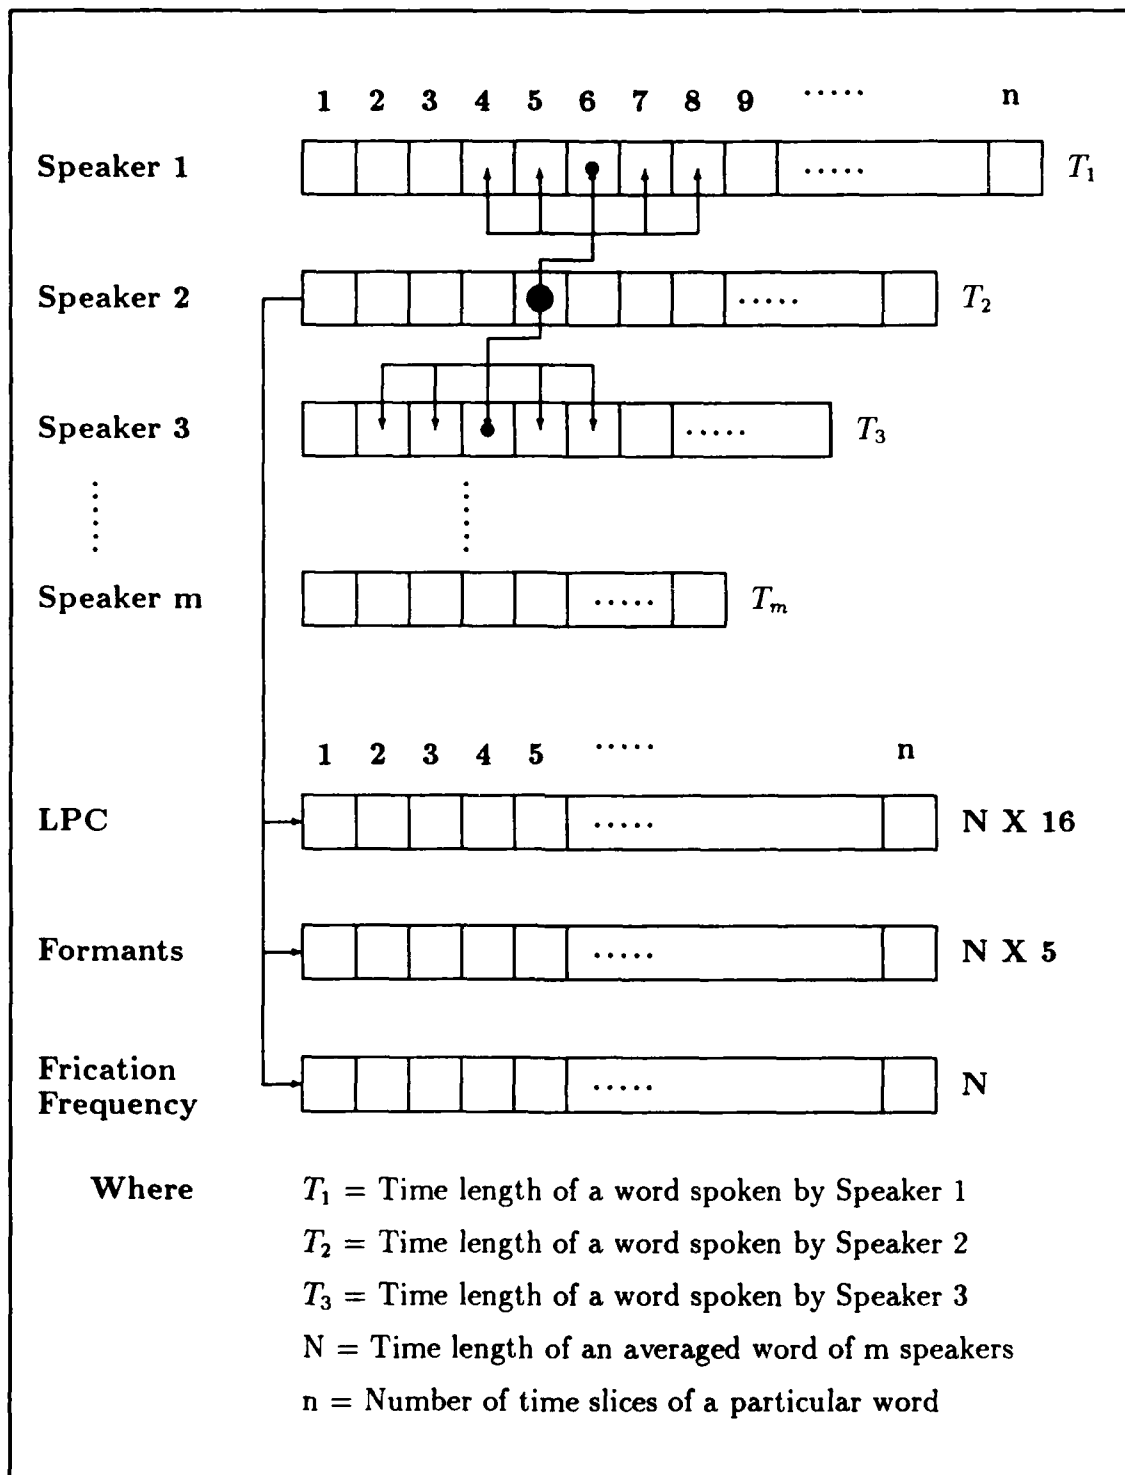 1 2 3 4 5 6 7 8 9 ..... n
Speaker 1 ..... T₁
Speaker 2 ..... T₂
Speaker 3 ..... T₃
Speaker m ..... Tₘ
1 2 3 4 5 ..... n
LPC ..... N X 16
Formants ..... N X 5
Frication
Frequency ..... N
Where T₁ = Time length of a word spoken by Speaker 1
T₂ = Time length of a word spoken by Speaker 2
T₃ = Time length of a word spoken by Speaker 3
N = Time length of an averaged word of m speakers
n = Number of time slices of a particular word